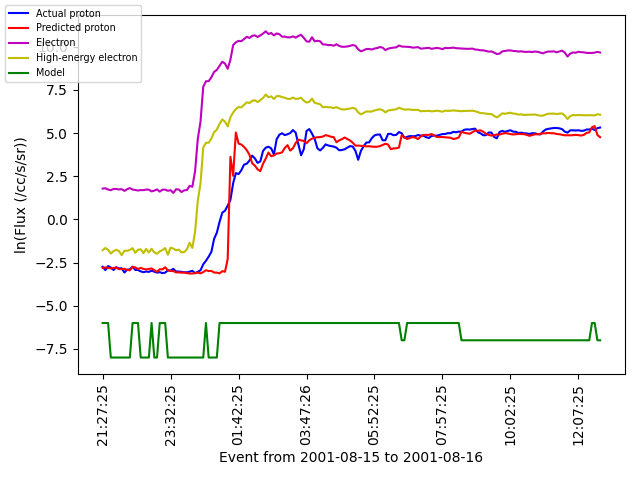 Actual proton
Predicted proton
Electron
High-energy electron
Model
10.0
7.5
5.0
2.5
0.0
−2.5
−5.0
−7.5
ln(Flux (/cc/s/sr))
21:27:25
23:32:25
01:42:25
03:47:26
05:52:25
07:57:25
10:02:25
12:07:25
Event from 2001-08-15 to 2001-08-16